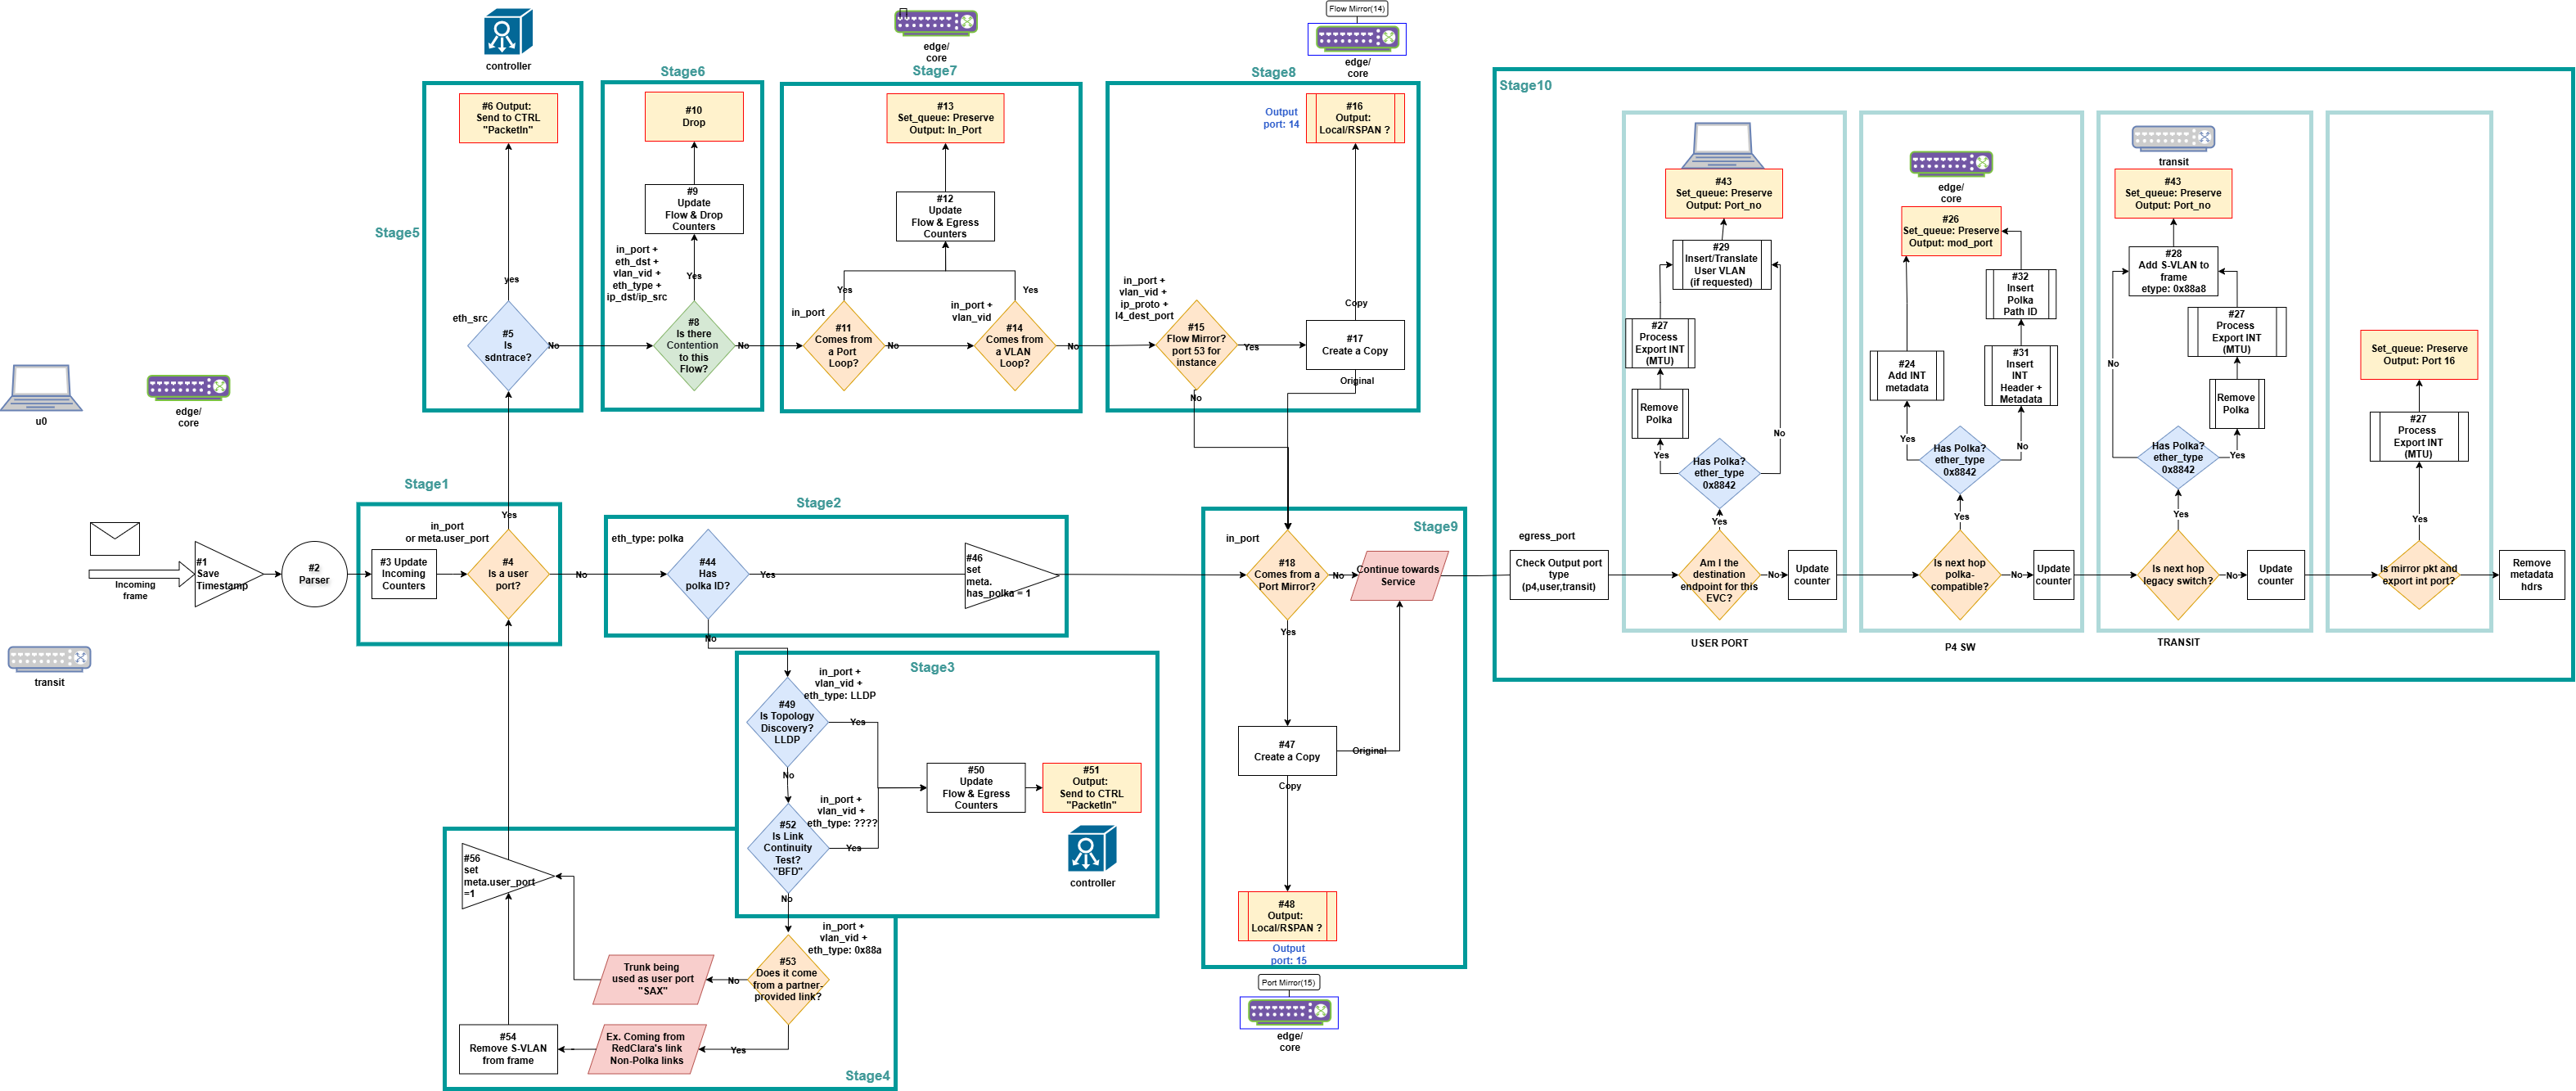 Flow Mirror(14)
controller
edge/
core
edge/
core
Stage5
#6 Output:
Send to CTRL
"PacketIn"
yes
eth_src
#5
Is
sdntrace?
No
Stage6
#10
Drop
#9
Update
Flow & Drop
Counters
in_port +
eth_dst +
vlan_vid +
eth_type +
ip_dst/ip_src
Yes
#8
Is there
Contention
to this
Flow?
No
Stage7
#13
Set_queue: Preserve
Output: In_Port
#12
Update
Flow & Egress
Counters
Yes
Yes
in_port
in_port +
vlan_vid
#11
Comes from
a Port
Loop?
No
#14
Comes from
a VLAN
Loop?
No
Stage8
Output
port: 14
#16
Output:
Local/RSPAN ?
in_port +
vlan_vid +
ip_proto +
l4_dest_port
Copy
#15
Flow Mirror?
port 53 for
instance
Yes
#17
Create a Copy
Original
No
u0
edge/
core
transit
Incoming
frame
#1
Save
Timestamp
#2
Parser
Stage1
in_port
or meta.user_port
Yes
#3 Update
Incoming
Counters
#4
Is a user
port?
No
Stage2
eth_type: polka
#44
Has
polka ID?
Yes
#46
set
meta.
has_polka = 1
No
Stage3
in_port +
vlan_vid +
eth_type: LLDP
#49
Is Topology
Discovery?
LLDP
Yes
No
in_port +
vlan_vid +
eth_type: ????
#50
Update
Flow & Egress
Counters
#51
Output:
Send to CTRL
"PacketIn"
#52
Is Link
Continuity
Test?
"BFD"
Yes
controller
No
Stage4
#56
set
meta.user_port
=1
in_port +
vlan_vid +
eth_type: 0x88a
#53
Does it come
from a partner-
provided link?
No
Trunk being
used as user port
"SAX"
Yes
Ex. Coming from
RedClara's link
Non-Polka links
#54
Remove S-VLAN
from frame
Stage9
in_port
#18
Comes from a
Port Mirror?
No
Continue towards
Service
Yes
#47
Create a Copy
Original
Copy
#48
Output:
Local/RSPAN ?
Output
port: 15
Port Mirror(15)
edge/
core
Stage10
egress_port
Check Output port
type
(p4,user,transit)
#43
Set_queue: Preserve
Output: Port_no
#29
Insert/Translate
User VLAN
(if requested)
#27
Process
Export INT
(MTU)
Remove
Polka
Yes
No
Has Polka?
ether_type
0x8842
Yes
Am I the
destination
endpoint for this
EVC?
No
Update
counter
USER PORT
edge/
core
#26
Set_queue: Preserve
Output: mod_port
#32
Insert
Polka
Path ID
#24
Add INT
metadata
#31
Insert
INT
Header +
Metadata
Yes
No
Has Polka?
ether_type
0x8842
Yes
Is next hop
polka-
compatible?
No
Update
counter
P4 SW
transit
#43
Set_queue: Preserve
Output: Port_no
#28
Add S-VLAN to
frame
etype: 0x88a8
#27
Process
Export INT
(MTU)
No
Remove
Polka
Has Polka?
ether_type
0x8842
Yes
Yes
Is next hop
legacy switch?
No
Update
counter
TRANSIT
Set_queue: Preserve
Output: Port 16
#27
Process
Export INT
(MTU)
Yes
Is mirror pkt and
export int port?
No
Remove
metadata
hdrs